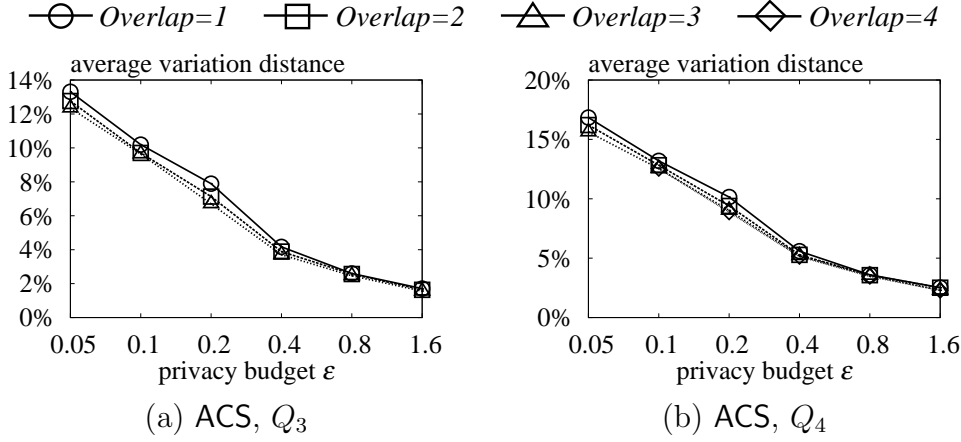 Overlap=1 Overlap=2 Overlap=3 Overlap=4
average variation distance
14%
12%
10%
8%
6%
4%
2%
0%
0.05 0.1 0.2 0.4 0.8 1.6
privacy budget ε
(a) ACS, Q3
average variation distance
20%
15%
10%
5%
0%
0.05 0.1 0.2 0.4 0.8 1.6
privacy budget ε
(b) ACS, Q4